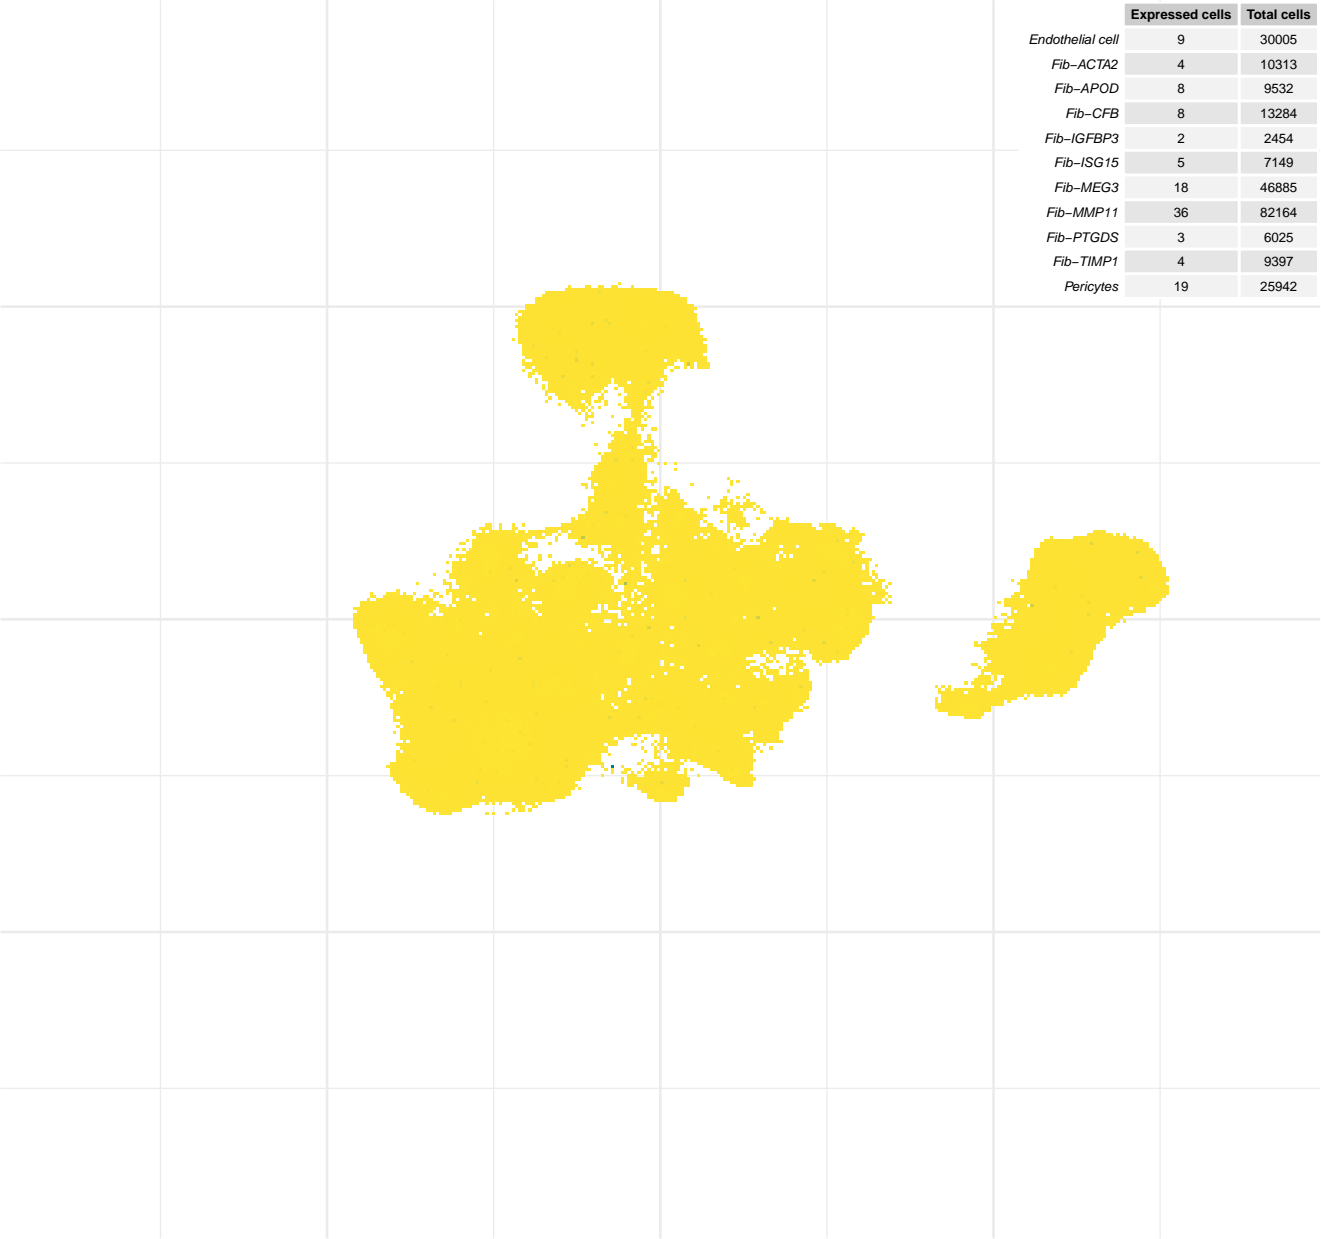 Expressed cells Total cells
Endothelial cell 9 30005
Fib−ACTA2 4 10313
Fib−APOD 8 9532
Fib−CFB 8 13284
Fib−IGFBP3 2 2454
Fib−ISG15 5 7149
Fib−MEG3 18 46885
Fib−MMP11 36 82164
Fib−PTGDS 3 6025
Fib−TIMP1 4 9397
Pericytes 19 25942